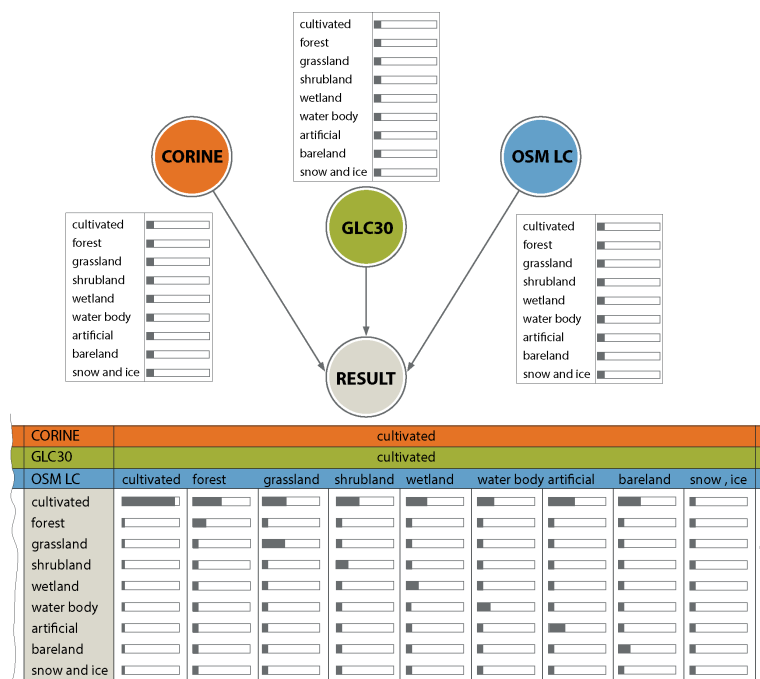 cultivated
forest
grassland
shrubland
wetland
water body
artificial
bareland
snow and ice
CORINE
OSM LC
GLC30
cultivated
forest
grassland
shrubland
wetland
water body
artificial
bareland
snow and ice
cultivated
forest
grassland
shrubland
wetland
water body
artificial
bareland
snow and ice
RESULT
CORINE cultivated
GLC30 cultivated
OSM LC cultivated forest grassland shrubland wetland water body artificial bareland snow , ice
cultivated
forest
grassland
shrubland
wetland
water body
artificial
bareland
snow and ice